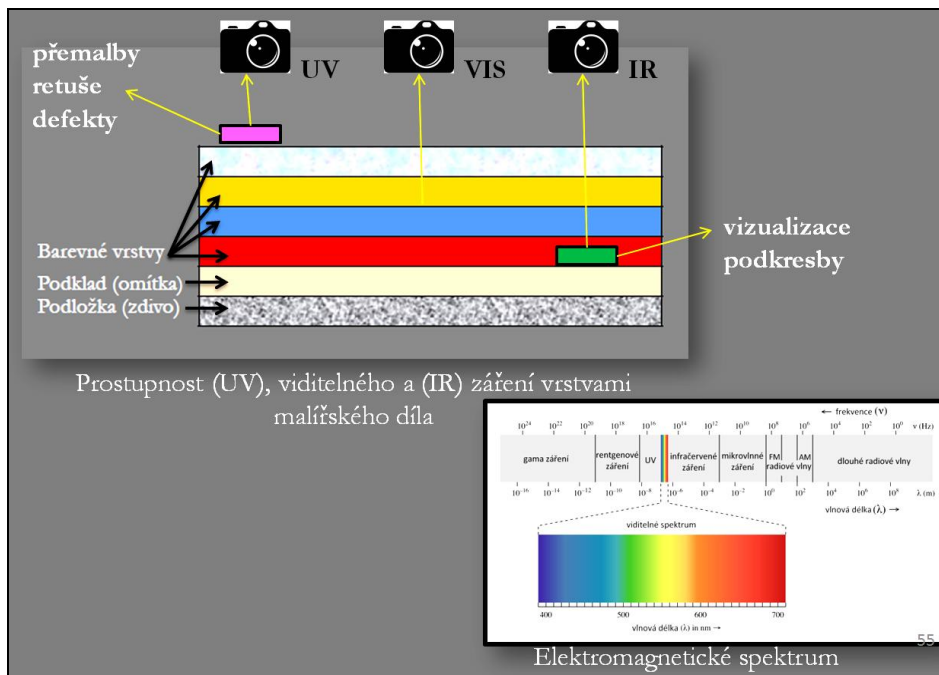 přemalby
retuše
defekty
UV
VIS
IR
vizualizace
podkresby
Barevné vrstvy
Podklad (omítka)
Podložka (zdivo)
Prostupnost (UV), viditelného a (IR) záření vrstvami
malířského díla
← frekvence (ν)
10²⁴ 10²² 10²⁰ 10¹⁸ 10¹⁶ 10¹⁴ 10¹² 10¹⁰ 10⁸ 10⁶ 10⁴ 10² 10⁰ ν (Hz)
gama záření
rentgenové
záření
UV
infračervené
záření
mikrovlnné
záření
FM AM
radiové vlny
dlouhé radiové vlny
10⁻¹⁶ 10⁻¹⁴ 10⁻¹² 10⁻¹⁰ 10⁻⁸ 10⁻⁶ 10⁻⁴ 10⁻² 10⁰ 10² 10⁴ 10⁶ 10⁸ λ (m)
vlnová délka (λ) →
viditelné spektrum
400 500 600 700
vlnová délka (λ) in nm →
55
Elektromagnetické spektrum